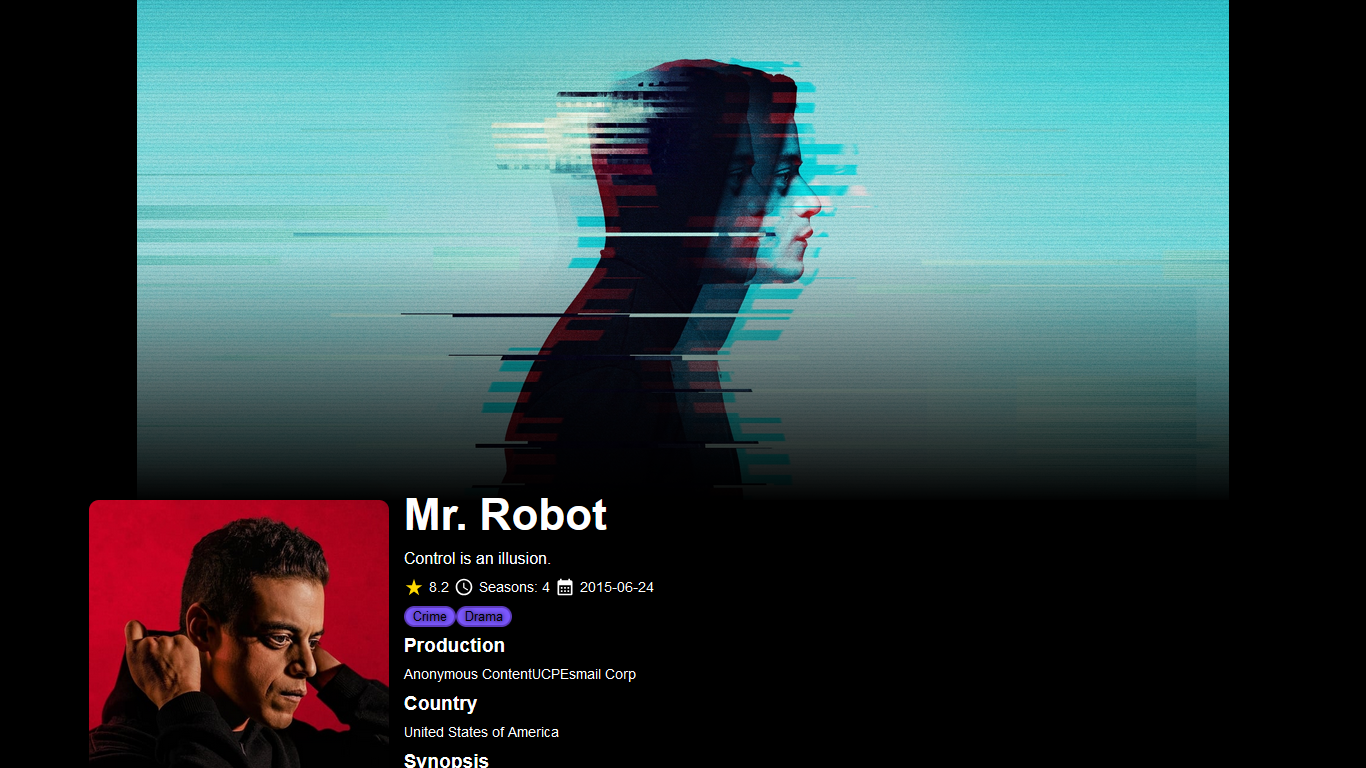 Mr. Robot
Control is an illusion.
8.2 Seasons: 4 2015-06-24
Crime Drama
Production
Anonymous ContentUCPEsmail Corp
Country
United States of America
Synopsis